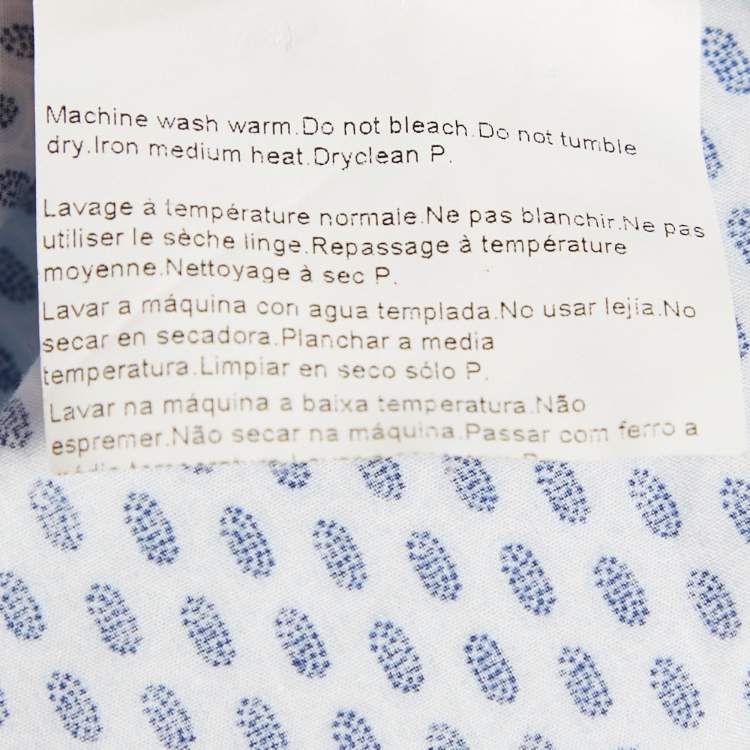 Machine wash warm.Do not bleach.Do not tumble
dry.Iron medium heat.Dryclean P.
Lavage à température normale.Ne pas blanchir.Ne pas
utiliser le sèche linge.Repassage à température
moyenne.Nettoyage à sec P.
Lavar a máquina con agua templada.No usar lejía.No
secar en secadora.Planchar a media
temperatura.Limpiar en seco sólo P.
Lavar na máquina a baixa temperatura.Não
espremer.Não secar na máquina.Passar com ferro a